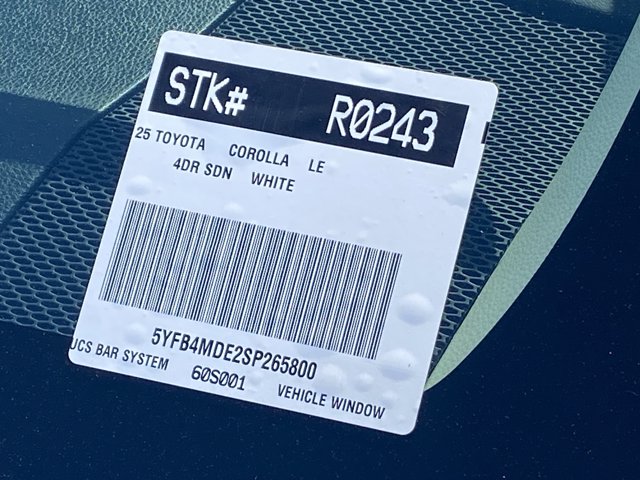 STK# R0243
25 TOYOTA COROLLA LE
4DR SDN WHITE
5YFB4MDE2SP265800
UCS BAR SYSTEM 60S001 VEHICLE WINDOW